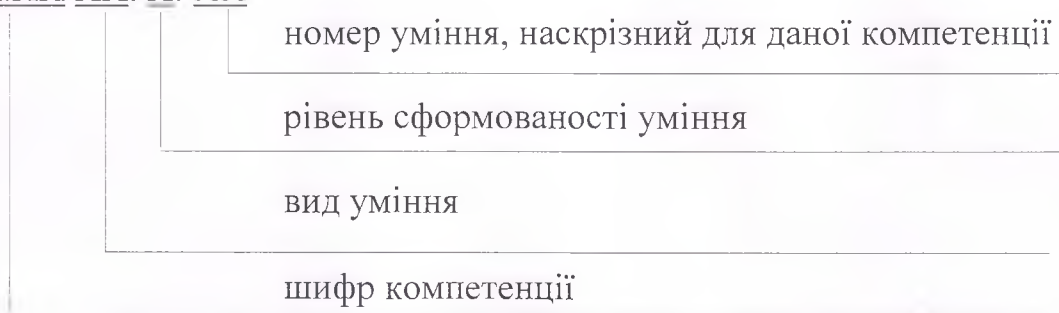 номер уміння, наскрізний для даної компетенції
рівень сформованості уміння
вид уміння
шифр компетенції